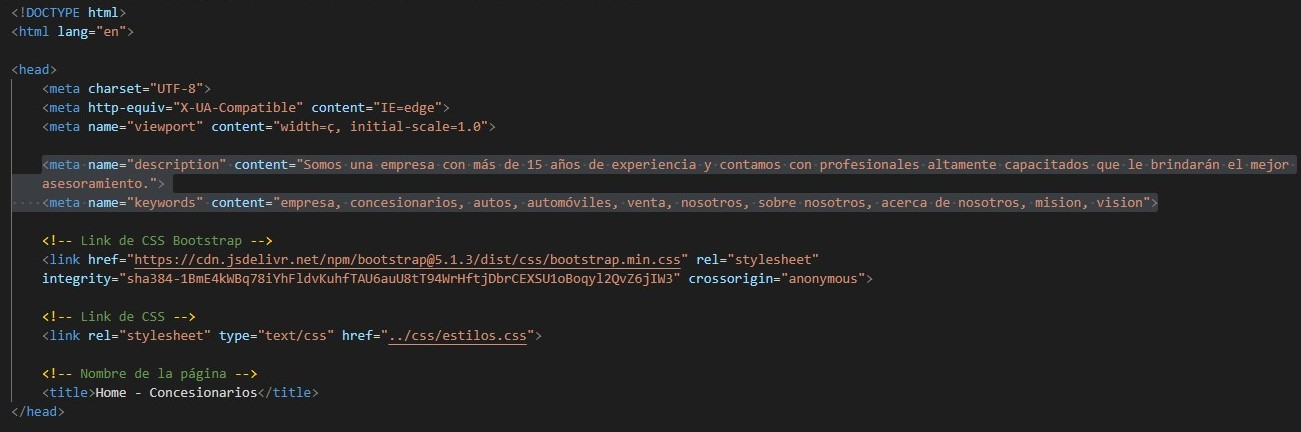 <!DOCTYPE html>
<html lang="en">
<head>
<meta charset="UTF-8">
<meta http-equiv="X-UA-Compatible" content="IE=edge">
<meta name="viewport" content="width=ç, initial-scale=1.0">
<meta name="description" content="Somos una empresa con más de 15 años de experiencia y contamos con profesionales altamente capacitados que le brindarán el mejor
asesoramiento.">
<meta name="keywords" content="empresa, concesionarios, autos, automóviles, venta, nosotros, sobre nosotros, acerca de nosotros, mision, vision">
<!-- Link de CSS Bootstrap -->
<link href="https://cdn.jsdelivr.net/npm/bootstrap@5.1.3/dist/css/bootstrap.min.css" rel="stylesheet"
integrity="sha384-1BmE4kWBq78iYhFldvKuhfTAU6auU8tT94WrHftjDbrCEXSU1oBoqyl2QvZ6jIW3" crossorigin="anonymous">
<!-- Link de CSS -->
<link rel="stylesheet" type="text/css" href="../css/estilos.css">
<!-- Nombre de la página -->
<title>Home - Concesionarios</title>
</head>